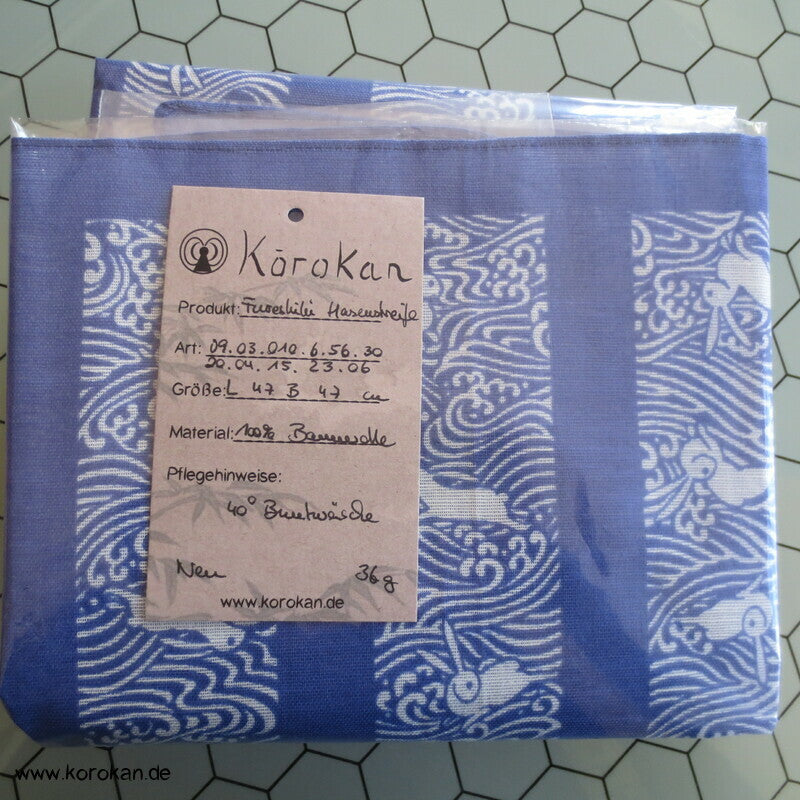 Kōrokan
Produkt: Furoshiki Hasenstreife
Art: 09.03.010.6.56.30
20.04.15.23.06
Größe: L 47 B 47 cm
Material: 100% Baumwolle
Pflegehinweise:
40° Buntwäsche
Neu 36g
www.korokan.de
www.korokan.de